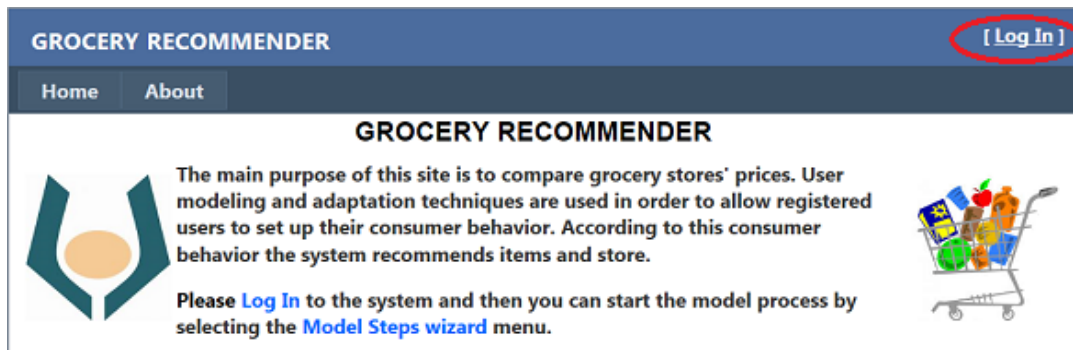 GROCERY RECOMMENDER
[ Log In ]
Home About
GROCERY RECOMMENDER
The main purpose of this site is to compare grocery stores' prices. User
modeling and adaptation techniques are used in order to allow registered
users to set up their consumer behavior. According to this consumer
behavior the system recommends items and store.
Please Log In to the system and then you can start the model process by
selecting the Model Steps wizard menu.